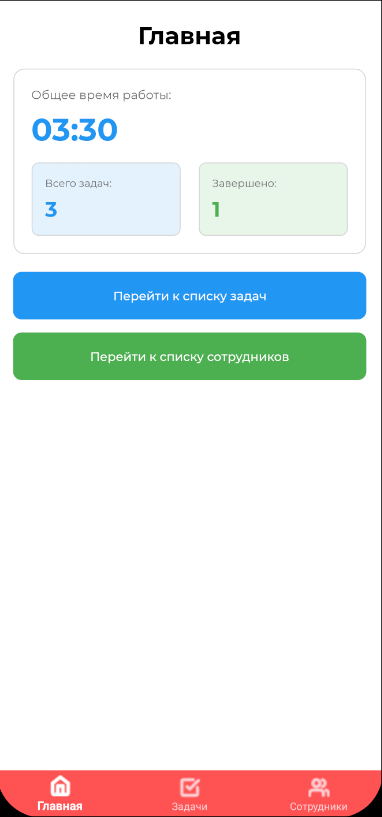 Главная
Общее время работы:
03:30
Всего задач:
3
Завершено:
1
Перейти к списку задач
Перейти к списку сотрудников
Главная
Задачи
Сотрудники